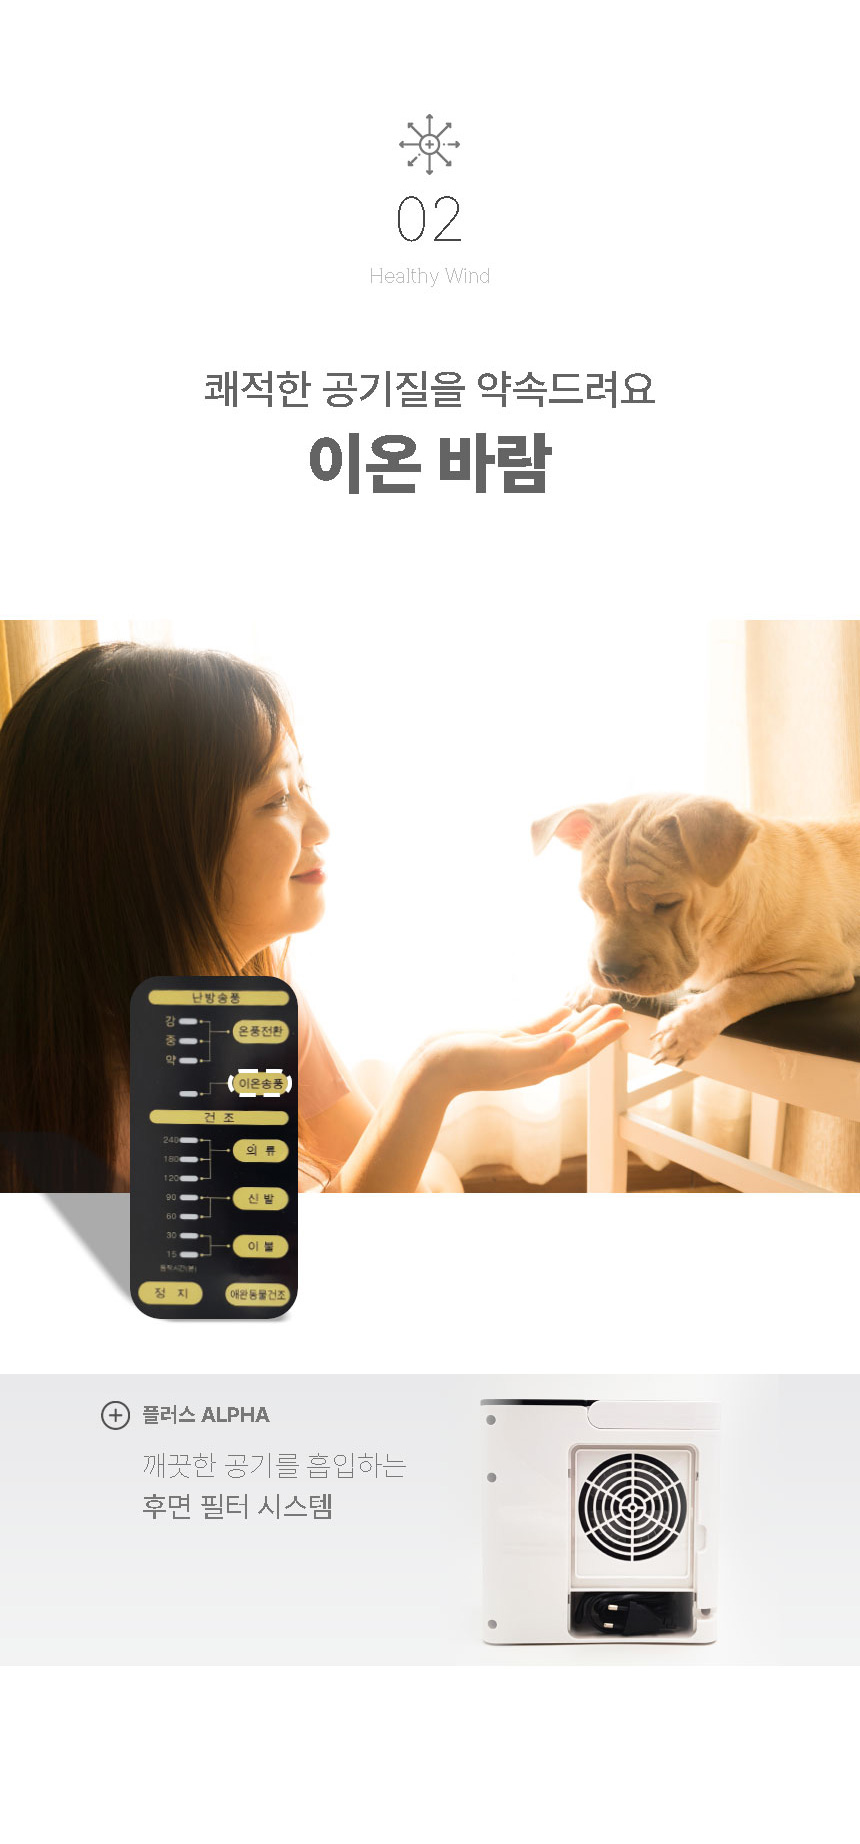 02
Healthy Wind
쾌적한 공기질을 약속드려요
이온 바람
난방송풍
강
중
약
온풍전환
이온송풍
건 조
240
180
120
90
60
30
15
의 류
신 발
이 불
동작시간(분)
정 지
애완동물건조
플러스 ALPHA
깨끗한 공기를 흡입하는
후면 필터 시스템